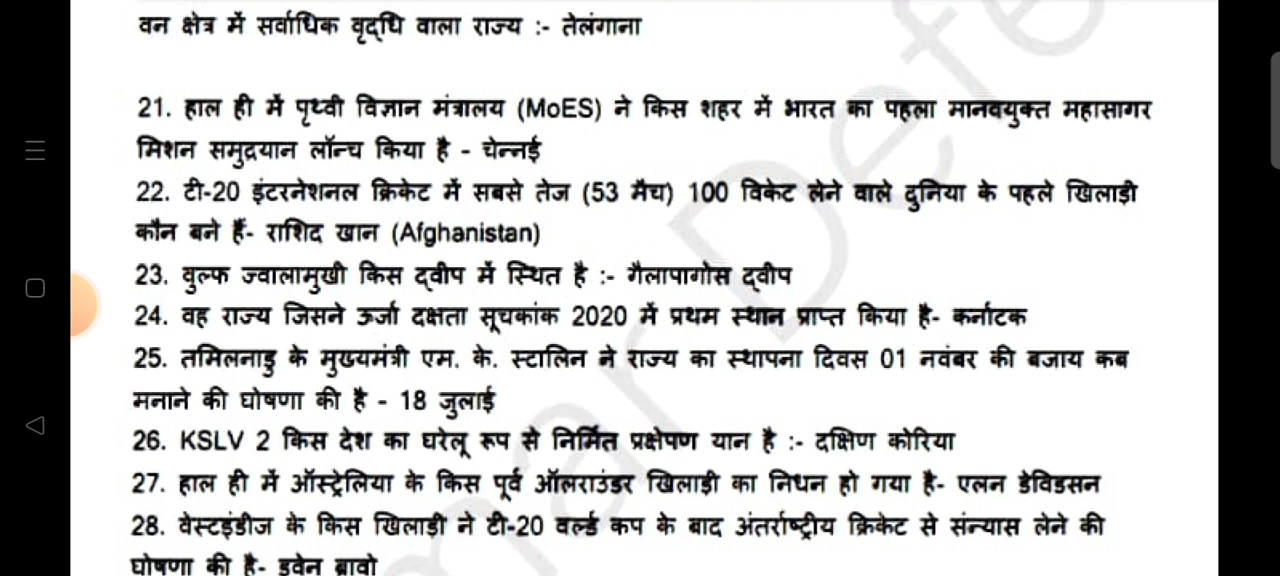 वन क्षेत्र में सर्वाधिक वृद्धि वाला राज्य :- तेलंगाना
21. हाल ही में पृथ्वी विज्ञान मंत्रालय (MoES) ने किस शहर में भारत का पहला मानवयुक्त महासागर
मिशन समुद्रयान लॉन्च किया है - चेन्नई
22. टी-20 इंटरनेशनल क्रिकेट में सबसे तेज (53 मैच) 100 विकेट लेने वाले दुनिया के पहले खिलाड़ी
कौन बने हैं- राशिद खान (Afghanistan)
23. वुल्फ ज्वालामुखी किस द्वीप में स्थित है :- गैलापागोस द्वीप
24. वह राज्य जिसने ऊर्जा दक्षता सूचकांक 2020 में प्रथम स्थान प्राप्त किया है- कर्नाटक
25. तमिलनाडु के मुख्यमंत्री एम. के. स्टालिन ने राज्य का स्थापना दिवस 01 नवंबर की बजाय कब
मनाने की घोषणा की है - 18 जुलाई
26. KSLV 2 किस देश का घरेलू रूप से निर्मित प्रक्षेपण यान है :- दक्षिण कोरिया
27. हाल ही में ऑस्ट्रेलिया के किस पूर्व ऑलराउंडर खिलाड़ी का निधन हो गया है- एलन डेविडसन
28. वेस्टइंडीज के किस खिलाड़ी ने टी-20 वर्ल्ड कप के बाद अंतर्राष्ट्रीय क्रिकेट से संन्यास लेने की
घोषणा की है- ड्वेन ब्रावो